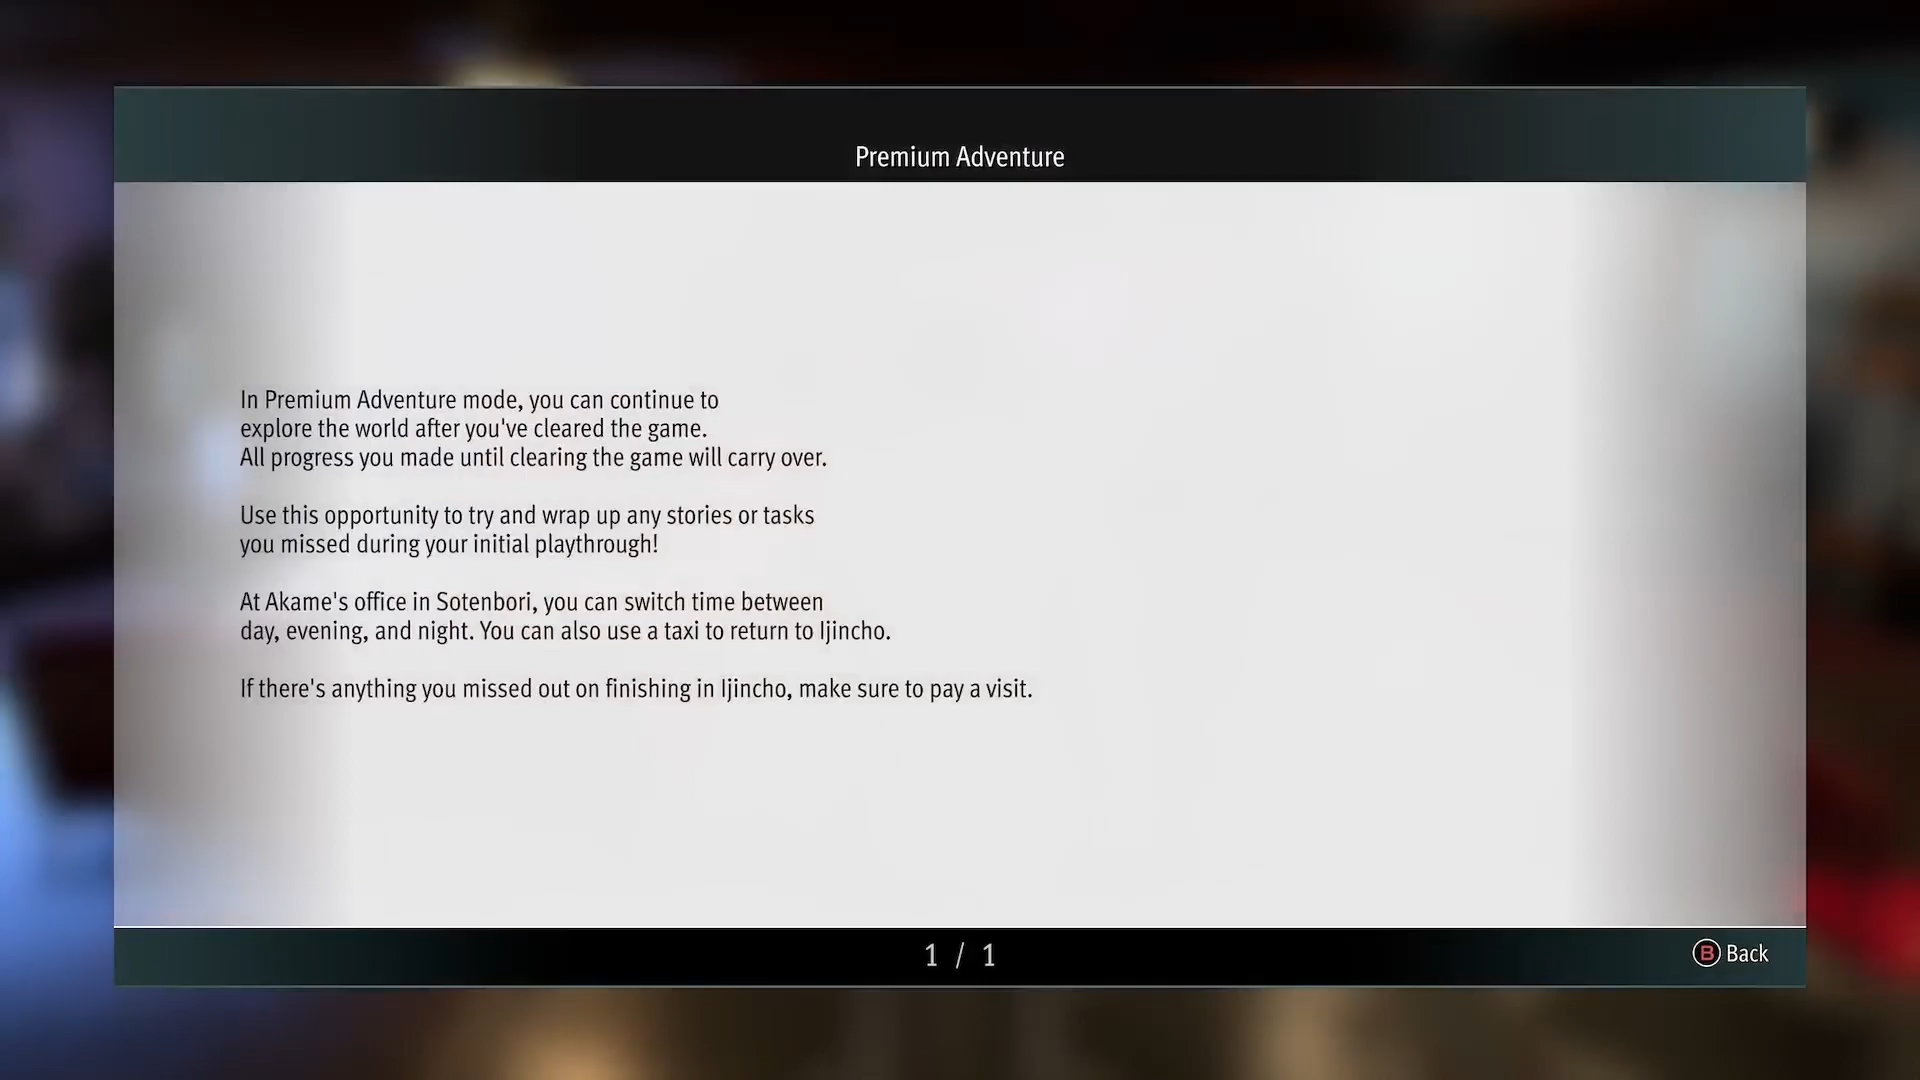 Premium Adventure
In Premium Adventure mode, you can continue to
explore the world after you've cleared the game.
All progress you made until clearing the game will carry over.
Use this opportunity to try and wrap up any stories or tasks
you missed during your initial playthrough!
At Akame's office in Sotenbori, you can switch time between
day, evening, and night. You can also use a taxi to return to Ijincho.
If there's anything you missed out on finishing in Ijincho, make sure to pay a visit.
1 / 1
B Back